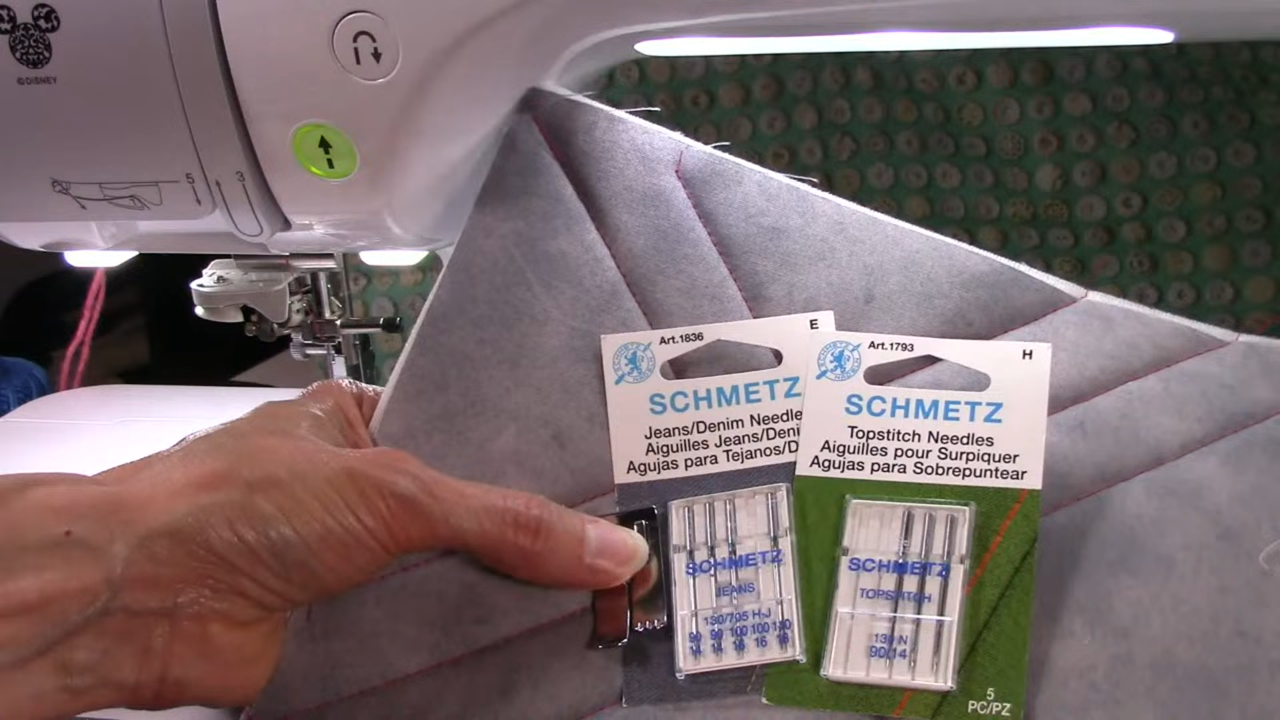 ©DISNEY
5
3
Art.1836
E
SCHMETZ
Jeans/Denim Needle
Aiguilles Jeans/Deni
Agujas para Tejanos/D
SCHMETZ
JEANS
130/705 H-J
90 90 100 100 110
14 14 16 16 18
Art.1793
H
SCHMETZ
Topstitch Needles
Aiguilles pour Surpiquer
Agujas para Sobrepuntear
SCHMETZ
TOPSTITCH
130 N
90/14
5
PC/PZ